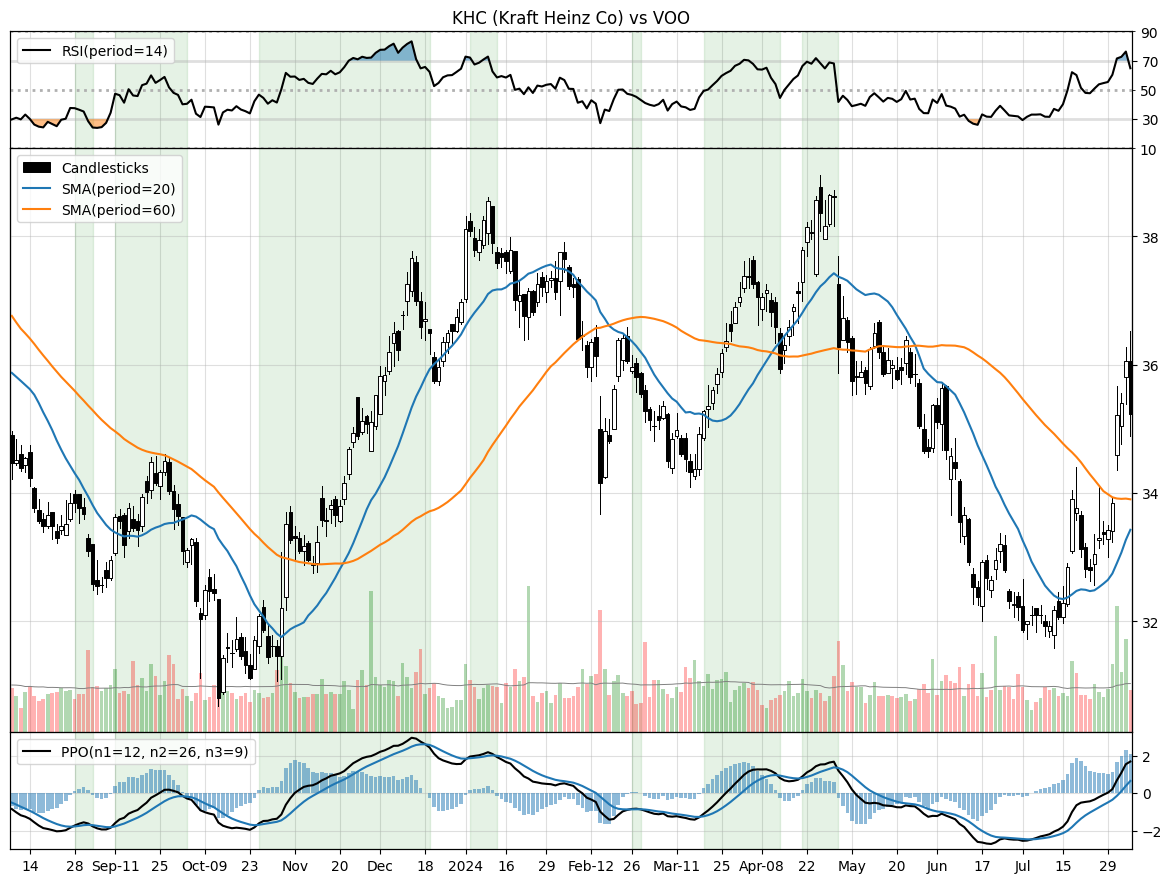 KHC (Kraft Heinz Co) vs VOO
RSI(period=14)
90
70
50
30
10
Candlesticks
SMA(period=20)
SMA(period=60)
38
36
34
32
PPO(n1=12, n2=26, n3=9)
2
0
−2
14 28 Sep-11 25 Oct-09 23 Nov 20 Dec 18 2024 16 29 Feb-12 26 Mar-11 25 Apr-08 22 May 20 Jun 17 Jul 15 29